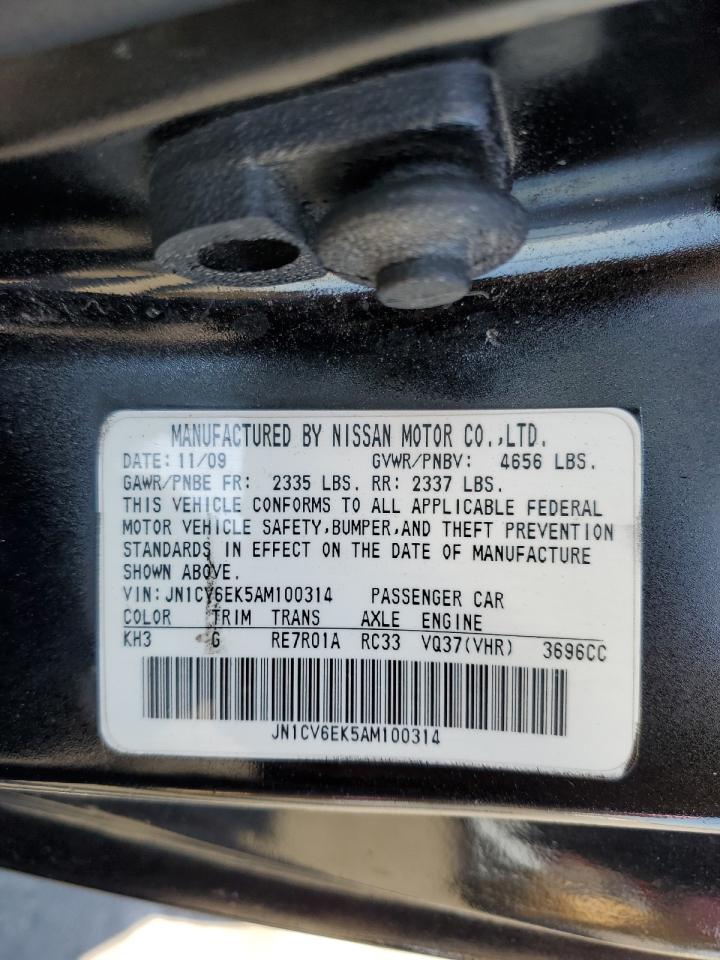 MANUFACTURED BY NISSAN MOTOR CO.,LTD.
DATE: 11/09 GVWR/PNBV: 4656 LBS.
GAWR/PNBE FR: 2335 LBS. RR: 2337 LBS.
THIS VEHICLE CONFORMS TO ALL APPLICABLE FEDERAL
MOTOR VEHICLE SAFETY,BUMPER,AND THEFT PREVENTION
STANDARDS IN EFFECT ON THE DATE OF MANUFACTURE
SHOWN ABOVE.
VIN: JN1CV6EK5AM100314 PASSENGER CAR
COLOR TRIM TRANS AXLE ENGINE
KH3 G RE7R01A RC33 VQ37(VHR) 3696CC
JN1CV6EK5AM100314